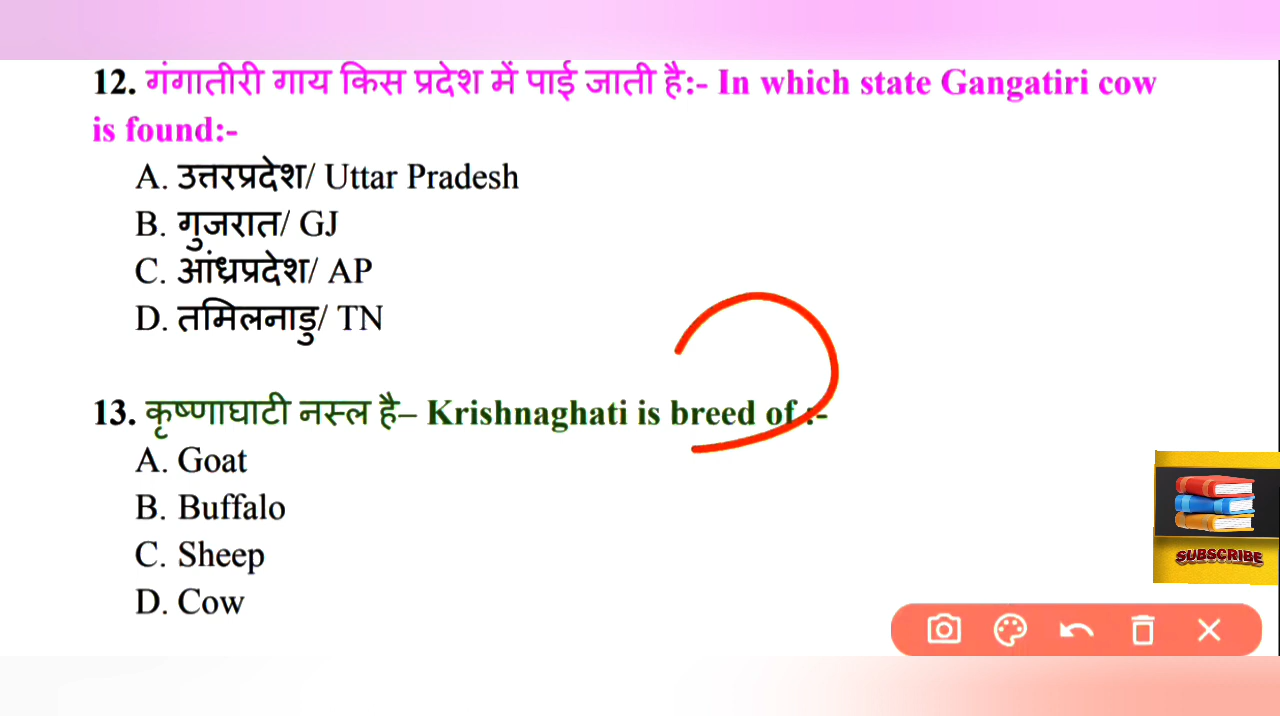 12. गंगातीरी गाय किस प्रदेश में पाई जाती है:- In which state Gangatiri cow
is found:-
A. उत्तरप्रदेश/ Uttar Pradesh
B. गुजरात/ GJ
C. आंध्रप्रदेश/ AP
D. तमिलनाडु/ TN
13. कृष्णाघाटी नस्ल है– Krishnaghati is breed of :-
A. Goat
B. Buffalo
C. Sheep
D. Cow
SUBSCRIBE